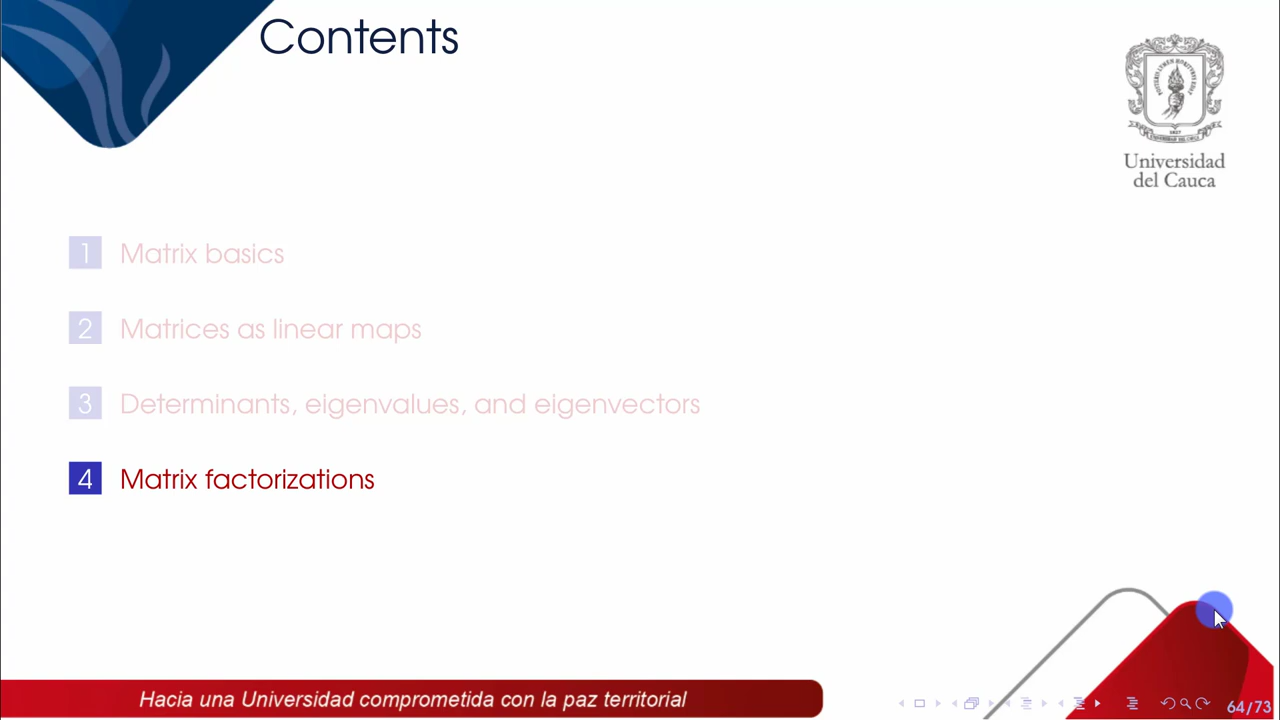 Contents
Universidad
del Cauca
1 Matrix basics
2 Matrices as linear maps
3 Determinants, eigenvalues, and eigenvectors
4 Matrix factorizations
Hacia una Universidad comprometida con la paz territorial
64/73